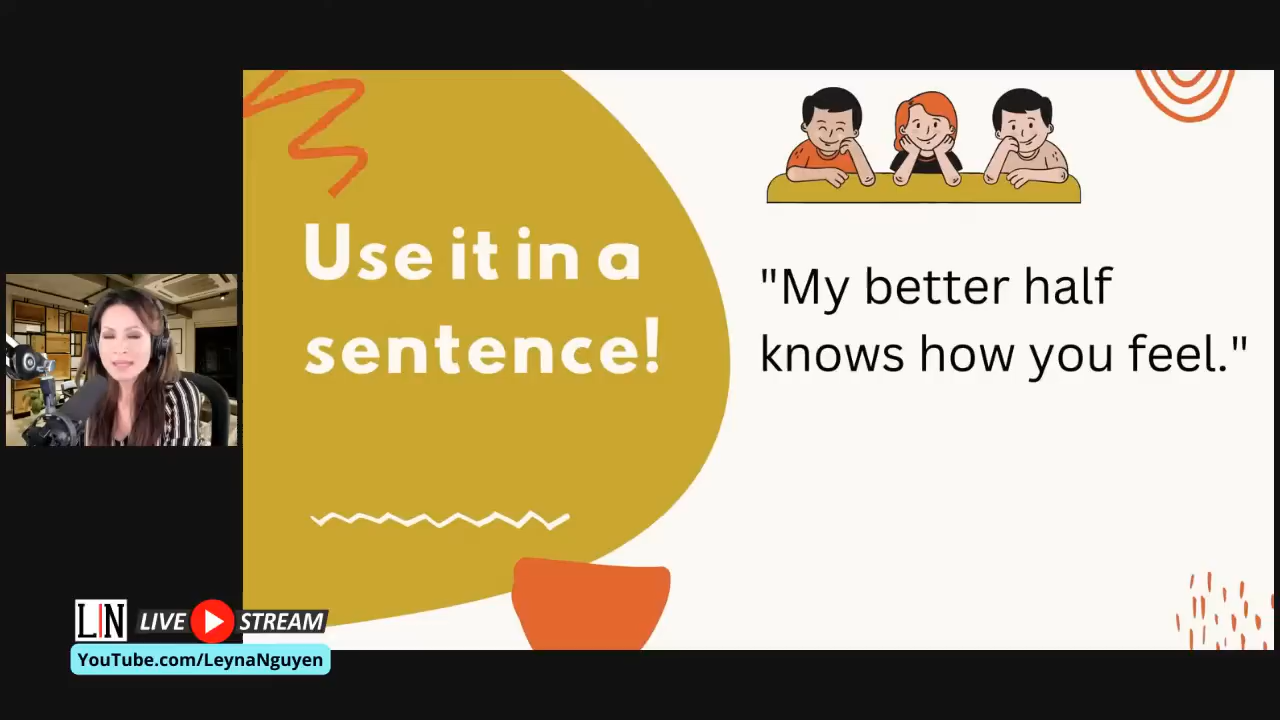 Use it in a
sentence!
"My better half
knows how you feel."
LIN LIVE STREAM
YouTube.com/LeynaNguyen